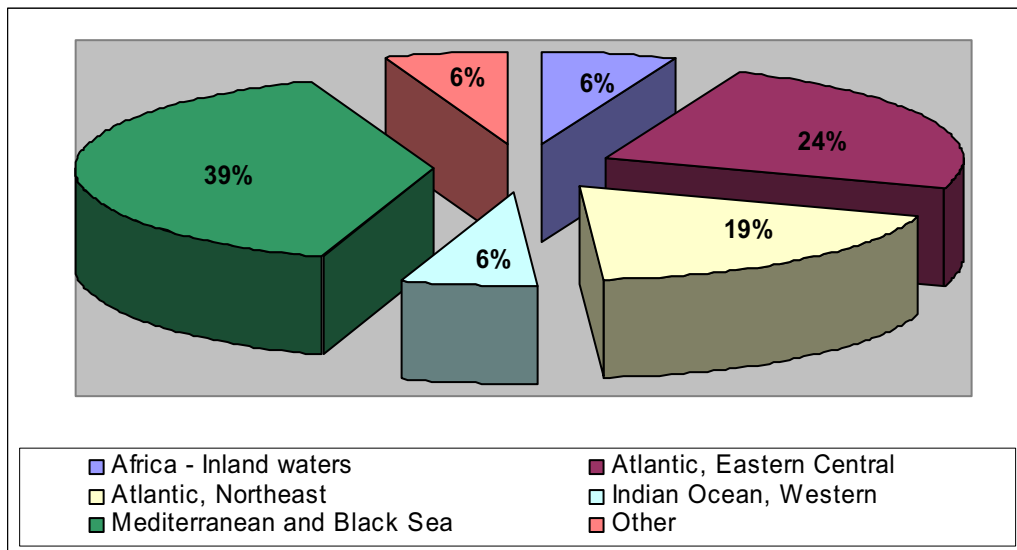 6% 6%
24%
39%
19%
6%
Africa - Inland waters Atlantic, Eastern Central
Atlantic, Northeast Indian Ocean, Western
Mediterranean and Black Sea Other